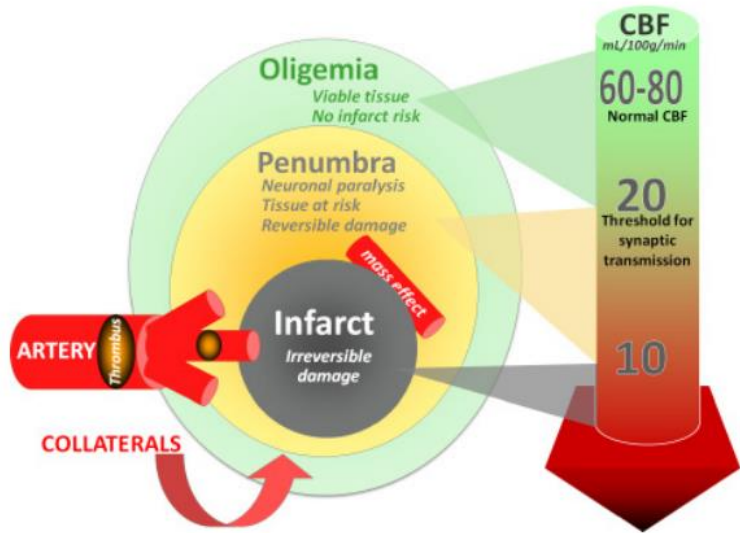 Oligemia
Viable tissue
No infarct risk
Penumbra
Neuronal paralysis
Tissue at risk
Reversible damage
mass effect
Infarct
Irreversible
damage
ARTERY
Thrombus
COLLATERALS
CBF
mL/100g/min
60-80
Normal CBF
20
Threshold for
synaptic
transmission
10